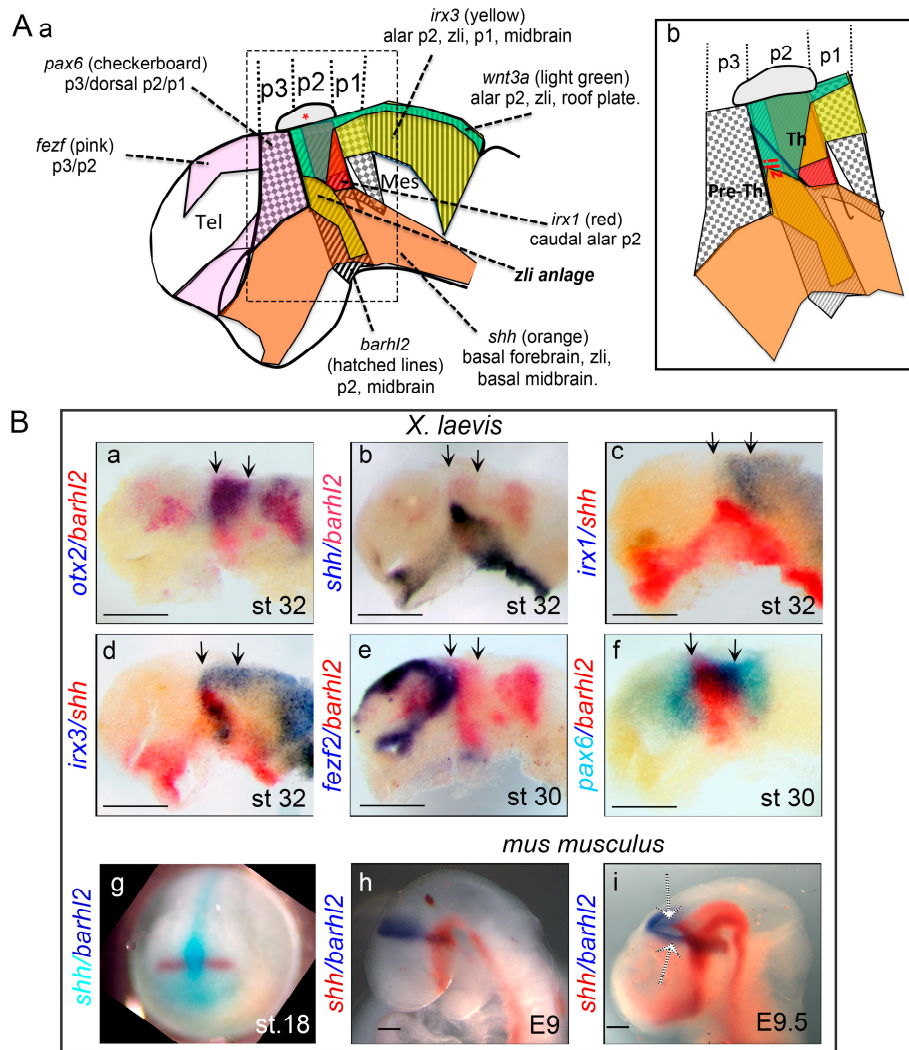 A a
pax6 (checkerboard)
p3/dorsal p2/p1
fezf (pink)
p3/p2
irx3 (yellow)
alar p2, zli, p1, midbrain
wnt3a (light green)
alar p2, zli, roof plate.
p3 p2 p1
*
Tel
Mes
irx1 (red)
caudal alar p2
zli anlage
barhl2
(hatched lines)
p2, midbrain
shh (orange)
basal forebrain, zli,
basal midbrain.
b
p3 p2 p1
Th
zli
Pre-Th
B
X. laevis
a
otx2/barhl2
st 32
b
shh/barhl2
st 32
c
irx1/shh
st 32
d
irx3/shh
st 32
e
fezf2/barhl2
st 30
f
pax6/barhl2
st 30
mus musculus
g
shh/barhl2
st.18
h
shh/barhl2
E9
i
shh/barhl2
E9.5